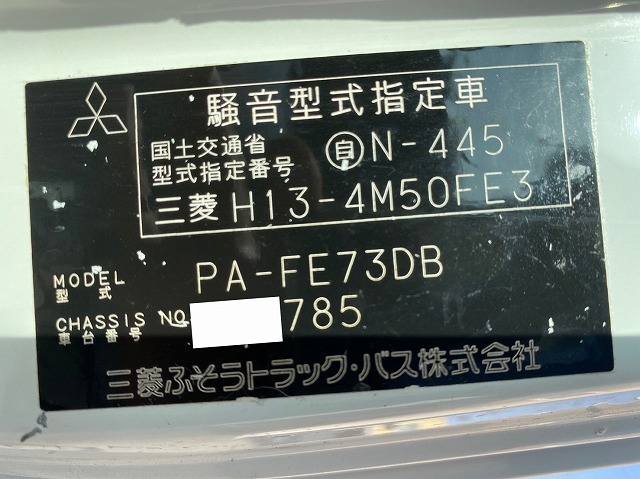 騒音型式指定車
国土交通省
型式指定番号 自N-445
三菱 H13-4M50FE3
MODEL 型式 PA-FE73DB
CHASSIS NO. 車台番号 785
三菱ふそうトラック・バス株式会社